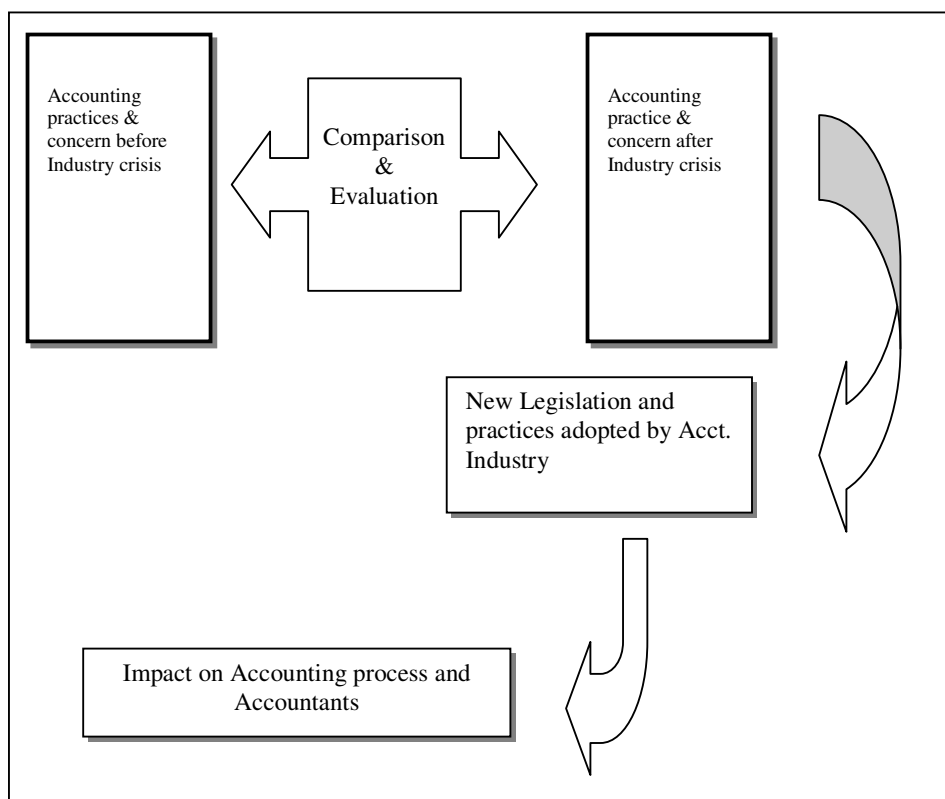 Accounting
practices &
concern before
Industry crisis
Comparison
&
Evaluation
Accounting
practice &
concern after
Industry crisis
New Legislation and
practices adopted by Acct.
Industry
Impact on Accounting process and
Accountants